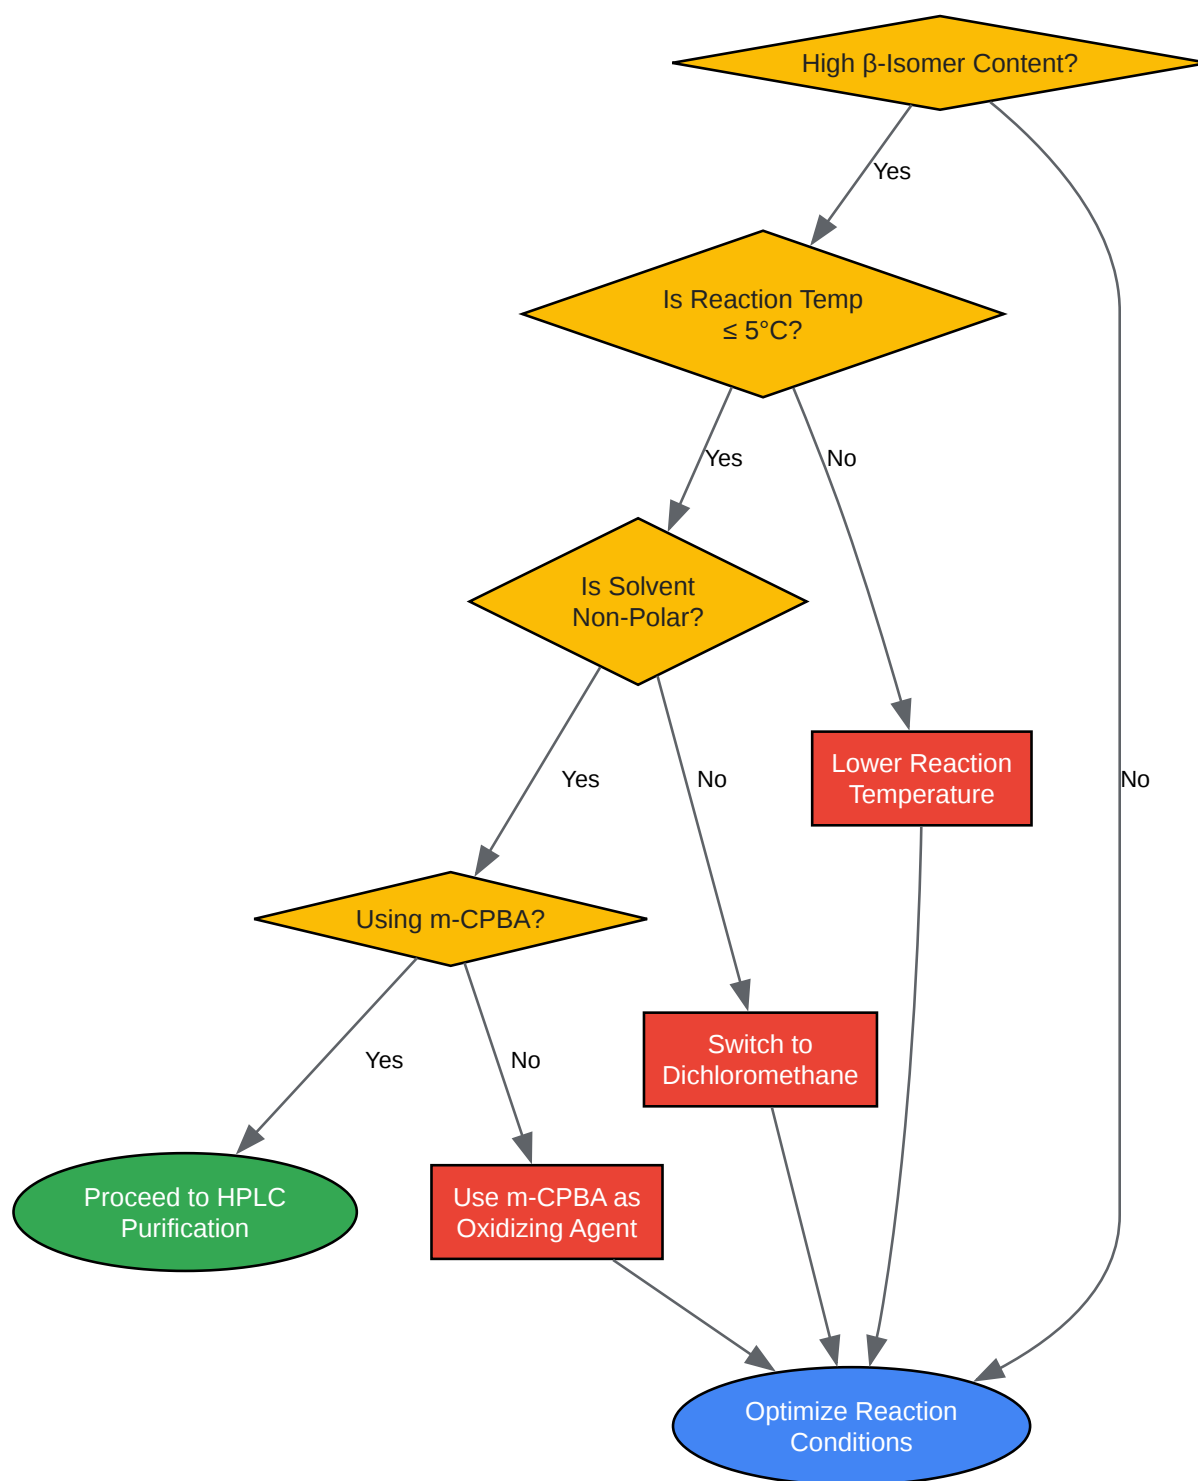 High β-Isomer Content?
Yes
Is Reaction Temp
≤ 5°C?
Yes
No
Is Solvent
Non-Polar?
Lower Reaction
Temperature
Yes
No
No
Using m-CPBA?
Switch to
Dichloromethane
Yes
No
Proceed to HPLC
Purification
Use m-CPBA as
Oxidizing Agent
Optimize Reaction
Conditions